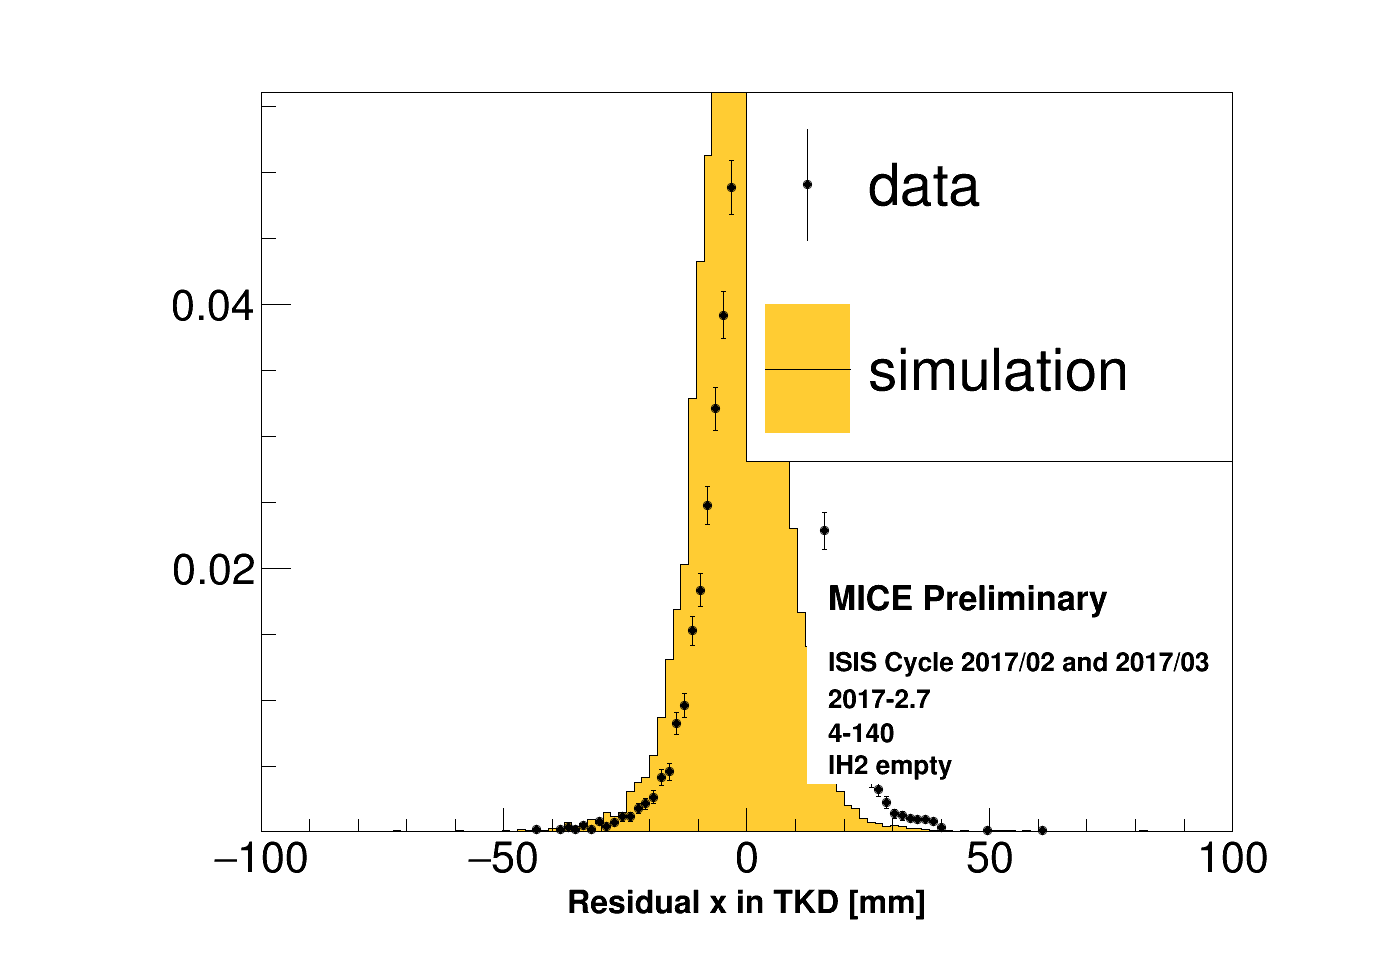 data
0.04
simulation
0.02
MICE Preliminary
ISIS Cycle 2017/02 and 2017/03
2017-2.7
4-140
IH2 empty
−100 −50 0 50 100
Residual x in TKD [mm]